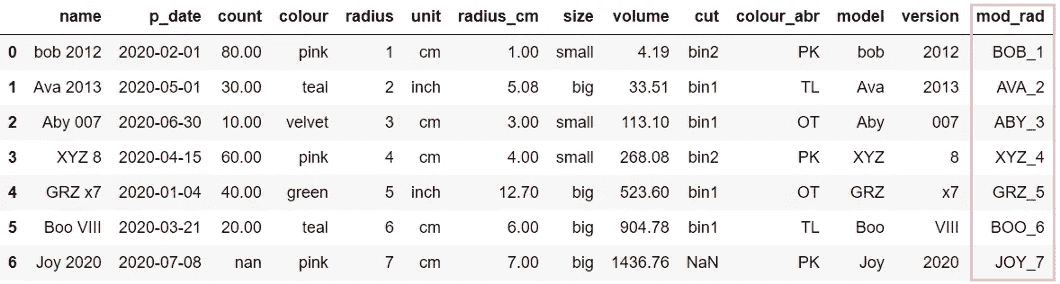 name p_date count colour radius unit radius_cm size volume cut colour_abr model version mod_rad
0 bob 2012 2020-02-01 80.00 pink 1 cm 1.00 small 4.19 bin2 PK bob 2012 BOB_1
1 Ava 2013 2020-05-01 30.00 teal 2 inch 5.08 big 33.51 bin1 TL Ava 2013 AVA_2
2 Aby 007 2020-06-30 10.00 velvet 3 cm 3.00 small 113.10 bin1 OT Aby 007 ABY_3
3 XYZ 8 2020-04-15 60.00 pink 4 cm 4.00 small 268.08 bin2 PK XYZ 8 XYZ_4
4 GRZ x7 2020-01-04 40.00 green 5 inch 12.70 big 523.60 bin1 OT GRZ x7 GRZ_5
5 Boo VIII 2020-03-21 20.00 teal 6 cm 6.00 big 904.78 bin1 TL Boo VIII BOO_6
6 Joy 2020 2020-07-08 nan pink 7 cm 7.00 big 1436.76 NaN PK Joy 2020 JOY_7